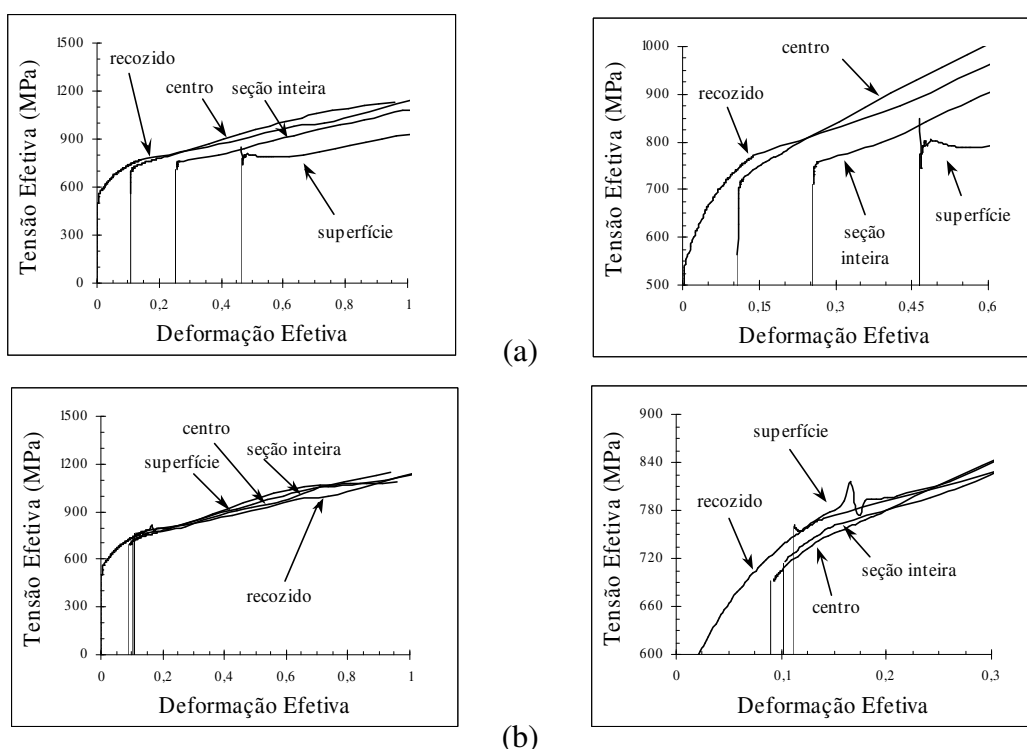 Tensão Efetiva (MPa)
1500
1200
900
600
300
0
recozido
centro
seção inteira
superfície
0
0,2
0,4
0,6
0,8
1
Deformação Efetiva
Tensão Efetiva (MPa)
1000
900
800
700
600
500
centro
recozido
seção
inteira
superfície
0
0,15
0,3
0,45
0,6
Deformação Efetiva
(a)
Tensão Efetiva (MPa)
1500
1200
900
600
300
0
centro
superfície
seção inteira
recozido
0
0,2
0,4
0,6
0,8
1
Deformação Efetiva
Tensão Efetiva (MPa)
900
840
780
720
660
600
superfície
recozido
seção inteira
centro
0
0,1
0,2
0,3
Deformação Efetiva
(b)